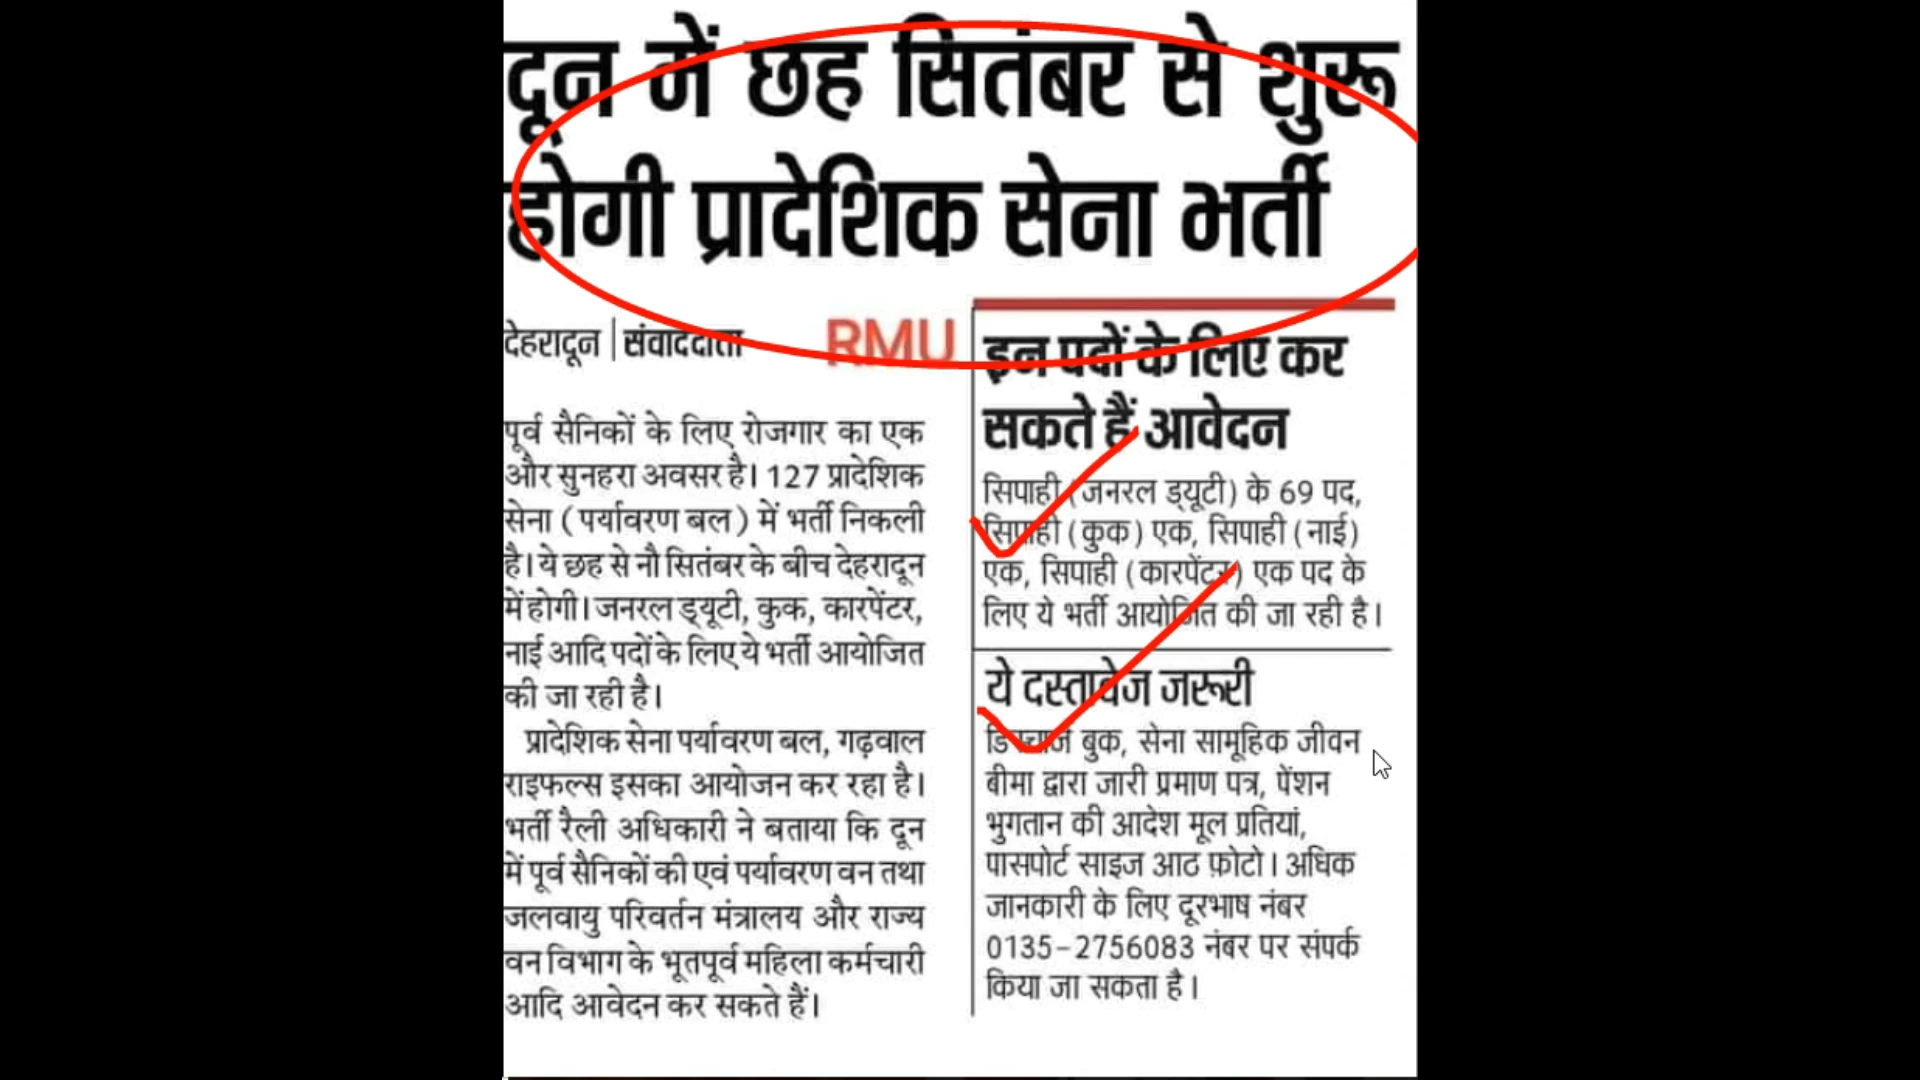 दून में छह सितंबर से शुरू
होगी प्रादेशिक सेना भर्ती
देहरादून | संवाददाता
RMU
पूर्व सैनिकों के लिए रोजगार का एक
और सुनहरा अवसर है। 127 प्रादेशिक
सेना (पर्यावरण बल) में भर्ती निकली
है। ये छह से नौ सितंबर के बीच देहरादून
में होगी। जनरल ड्यूटी, कुक, कारपेंटर,
नाई आदि पदों के लिए ये भर्ती आयोजित
की जा रही है।
प्रादेशिक सेना पर्यावरण बल, गढ़वाल
राइफल्स इसका आयोजन कर रहा है।
भर्ती रैली अधिकारी ने बताया कि दून
में पूर्व सैनिकों की एवं पर्यावरण वन तथा
जलवायु परिवर्तन मंत्रालय और राज्य
वन विभाग के भूतपूर्व महिला कर्मचारी
आदि आवेदन कर सकते हैं।
इन पदों के लिए कर
सकते हैं आवेदन
सिपाही (जनरल ड्यूटी) के 69 पद,
सिपाही (कुक) एक, सिपाही (नाई)
एक, सिपाही (कारपेंटर) एक पद के
लिए ये भर्ती आयोजित की जा रही है।
ये दस्तावेज जरूरी
डिस्चार्ज बुक, सेना सामूहिक जीवन
बीमा द्वारा जारी प्रमाण पत्र, पेंशन
भुगतान की आदेश मूल प्रतियां,
पासपोर्ट साइज आठ फ़ोटो। अधिक
जानकारी के लिए दूरभाष नंबर
0135-2756083 नंबर पर संपर्क
किया जा सकता है।